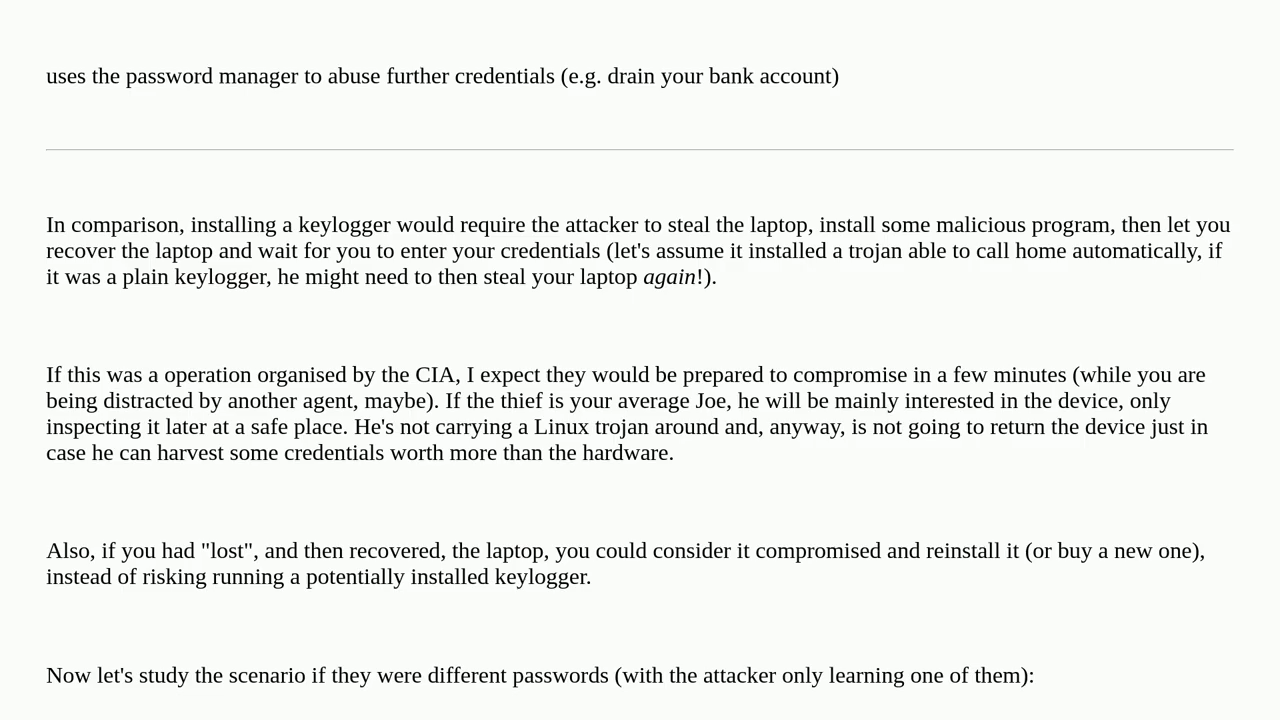 uses the password manager to abuse further credentials (e.g. drain your bank account)
In comparison, installing a keylogger would require the attacker to steal the laptop, install some malicious program, then let you
recover the laptop and wait for you to enter your credentials (let's assume it installed a trojan able to call home automatically, if
it was a plain keylogger, he might need to then steal your laptop again!).
If this was a operation organised by the CIA, I expect they would be prepared to compromise in a few minutes (while you are
being distracted by another agent, maybe). If the thief is your average Joe, he will be mainly interested in the device, only
inspecting it later at a safe place. He's not carrying a Linux trojan around and, anyway, is not going to return the device just in
case he can harvest some credentials worth more than the hardware.
Also, if you had "lost", and then recovered, the laptop, you could consider it compromised and reinstall it (or buy a new one),
instead of risking running a potentially installed keylogger.
Now let's study the scenario if they were different passwords (with the attacker only learning one of them):